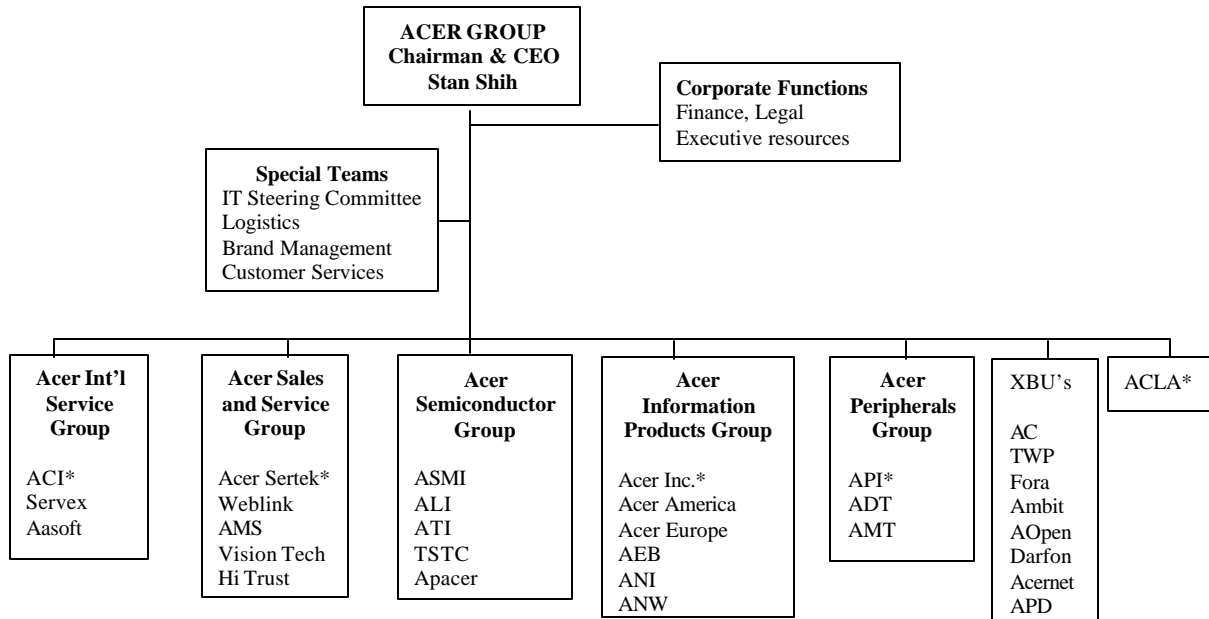 ACER GROUP
Chairman & CEO
Stan Shih
Corporate Functions
Finance, Legal
Executive resources
Special Teams
IT Steering Committee
Logistics
Brand Management
Customer Services
Acer Int’l
Service
Group
ACI*
Servex
Aasoft
Acer Sales
and Service
Group
Acer Sertek*
Weblink
AMS
Vision Tech
Hi Trust
Acer
Semiconductor
Group
ASMI
ALI
ATI
TSTC
Apacer
Acer
Information
Products Group
Acer Inc.*
Acer America
Acer Europe
AEB
ANI
ANW
Acer
Peripherals
Group
API*
ADT
AMT
XBU’s
AC
TWP
Fora
Ambit
AOpen
Darfon
Acernet
APD
ACLA*